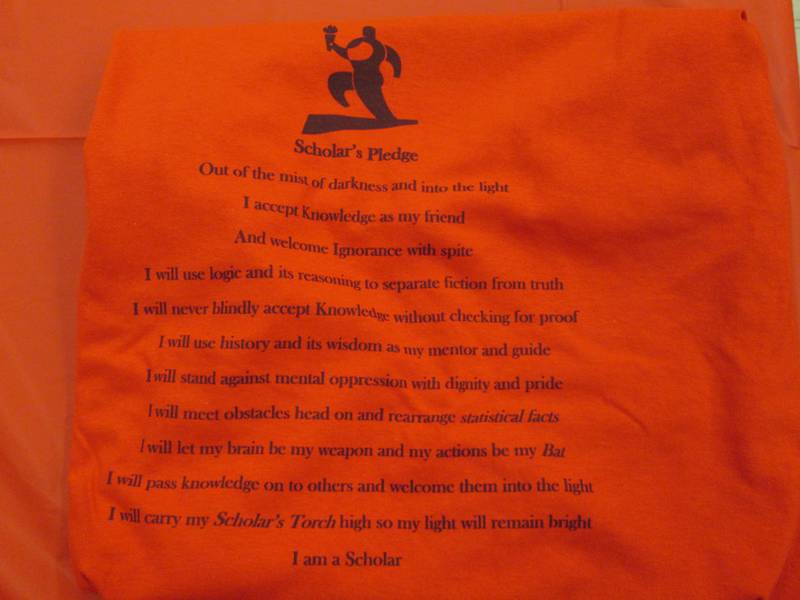 Scholar's Pledge
Out of the mist of darkness and into the light
I accept Knowledge as my friend
And welcome Ignorance with spite
I will use logic and its reasoning to separate fiction from truth
I will never blindly accept Knowledge without checking for proof
I will use history and its wisdom as my mentor and guide
I will stand against mental oppression with dignity and pride
I will meet obstacles head on and rearrange statistical facts
I will let my brain be my weapon and my actions be my Bat
I will pass knowledge on to others and welcome them into the light
I will carry my Scholar's Torch high so my light will remain bright
I am a Scholar